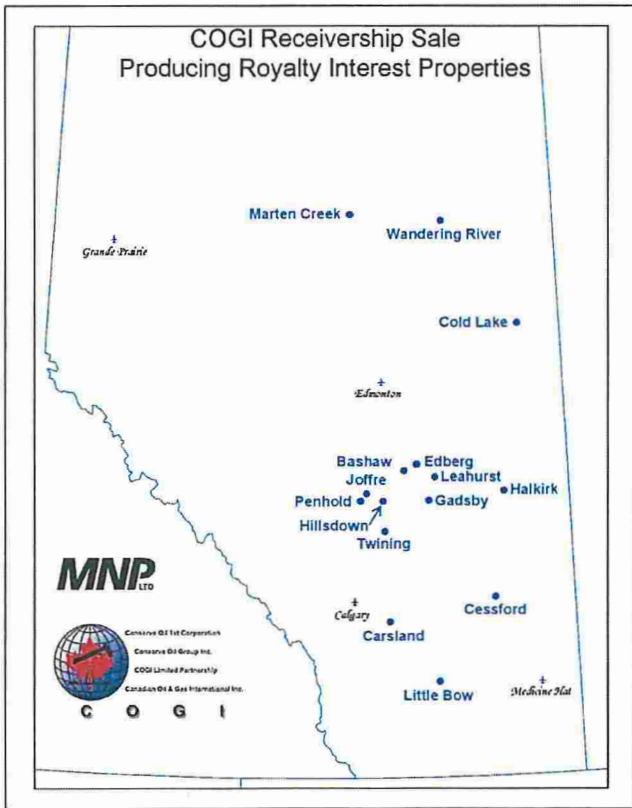 COGI Receivership Sale
Producing Royalty Interest Properties
Marten Creek
Wandering River
Grande Prairie
Cold Lake
Edmonton
Bashaw
Edberg
Joffre
Leahurst
Penhold
Gadsby
Halkirk
Hillsdown
Twining
MNP
LTD
Calgary
Cessford
Carsland
Conserve Oil 1st Corporation
Conserve Oil Group Inc.
COGI Limited Partnership
Canadian Oil & Gas International Inc.
C O G I
Little Bow
Medicine Hat